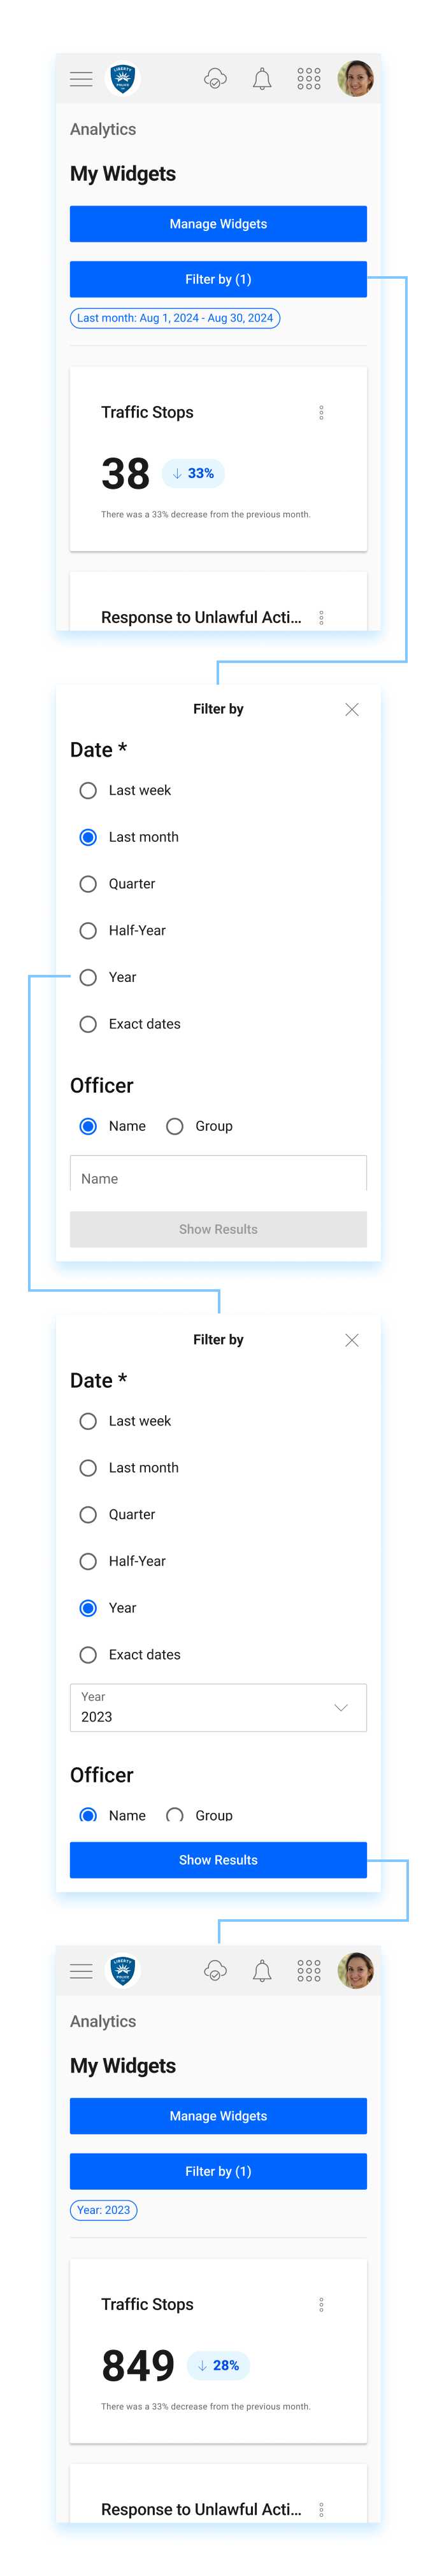 LIBERTY
POLICE
Analytics
My Widgets
Manage Widgets
Filter by (1)
Last month: Aug 1, 2024 - Aug 30, 2024
Traffic Stops
38
33%
There was a 33% decrease from the previous month.
Response to Unlawful Acti...
Filter by
Date *
Last week
Last month
Quarter
Half-Year
Year
Exact dates
Officer
Name Group
Name
Show Results
Filter by
Date *
Last week
Last month
Quarter
Half-Year
Year
Exact dates
Year
2023
Officer
Name Group
Show Results
LIBERTY
POLICE
Analytics
My Widgets
Manage Widgets
Filter by (1)
Year: 2023
Traffic Stops
849
28%
There was a 33% decrease from the previous month.
Response to Unlawful Acti...